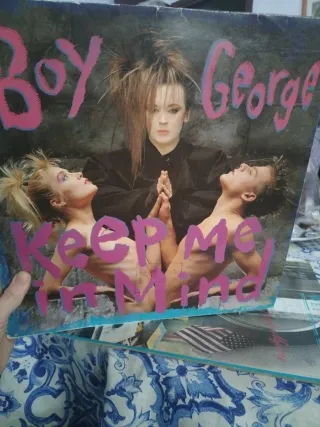 Boy George
Keep me
in Mind